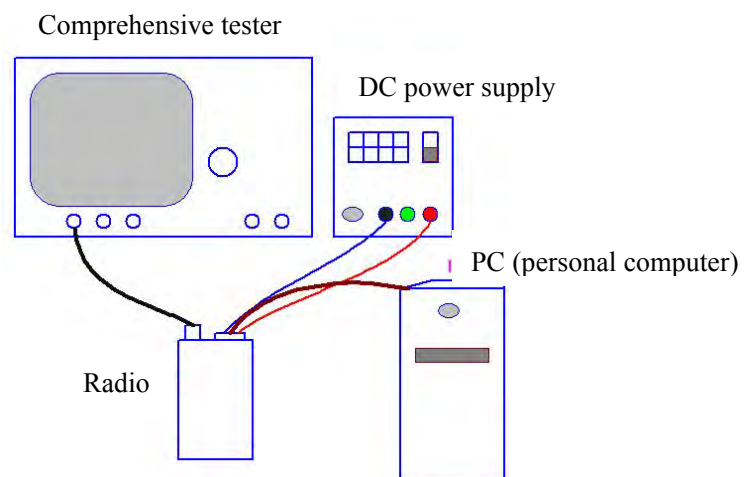 Comprehensive tester
DC power supply
PC (personal computer)
Radio